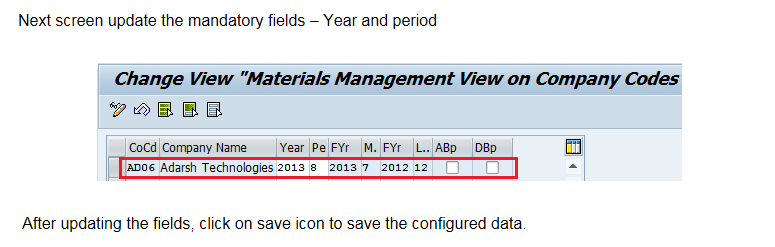 Next screen update the mandatory fields – Year and period
Change View "Materials Management View on Company Codes
CoCd Company Name Year Pe FYr M. FYr L.. ABp DBp
AD06 Adarsh Technologies 2013 8 2013 7 2012 12
After updating the fields, click on save icon to save the configured data.